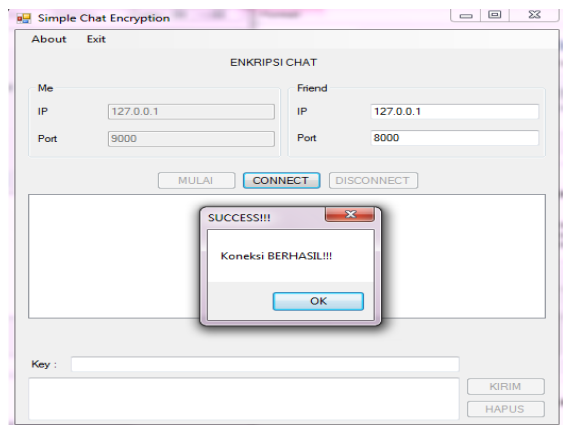 Simple Chat Encryption
About Exit
ENKRIPSI CHAT
Me
Friend
IP 127.0.0.1
IP 127.0.0.1
Port 9000
Port 8000
MULAI CONNECT DISCONNECT
SUCCESS!!!
Koneksi BERHASIL!!!
OK
Key :
KIRIM
HAPUS